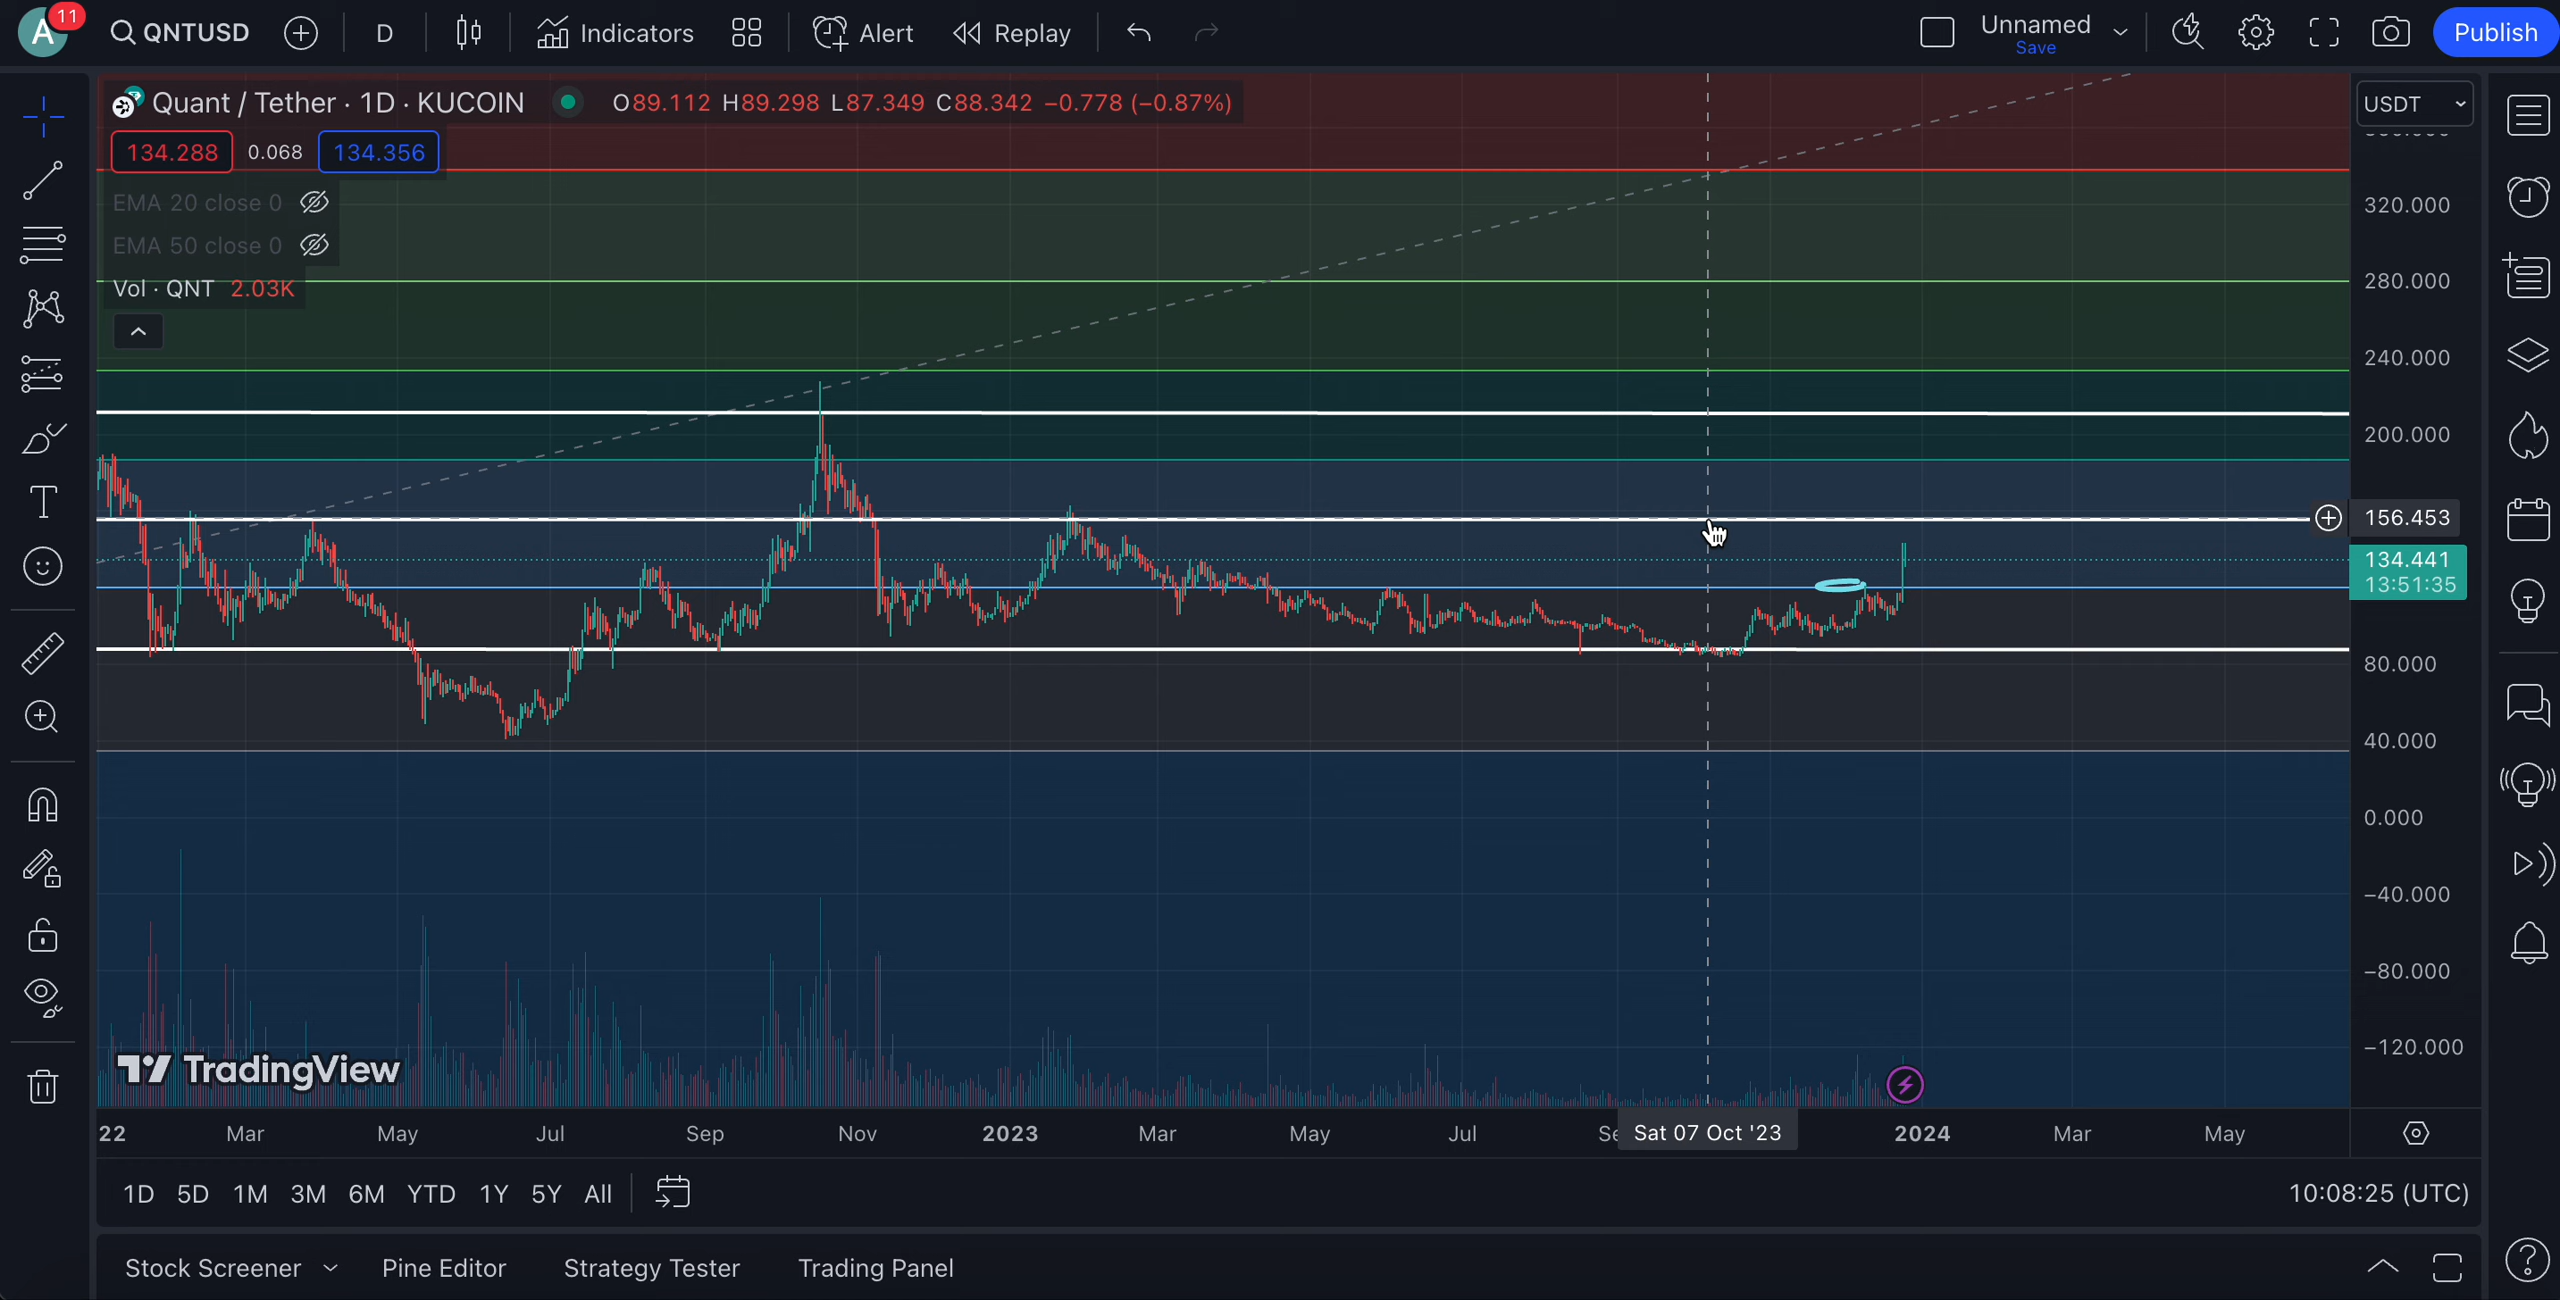 A 11 QNTUSD D Indicators Alert Replay Unnamed Save Publish
Quant / Tether · 1D · KUCOIN O89.112 H89.298 L87.349 C88.342 −0.778 (−0.87%)
USDT
134.288 0.068 134.356
EMA 20 close 0
EMA 50 close 0
Vol · QNT 2.03K
320.000
280.000
240.000
200.000
156.453
134.441
13:51:35
80.000
40.000
0.000
−40.000
−80.000
−120.000
TradingView
22 Mar May Jul Sep Nov 2023 Mar May Jul Sat 07 Oct '23 2024 Mar May
1D 5D 1M 3M 6M YTD 1Y 5Y All 10:08:25 (UTC)
Stock Screener Pine Editor Strategy Tester Trading Panel